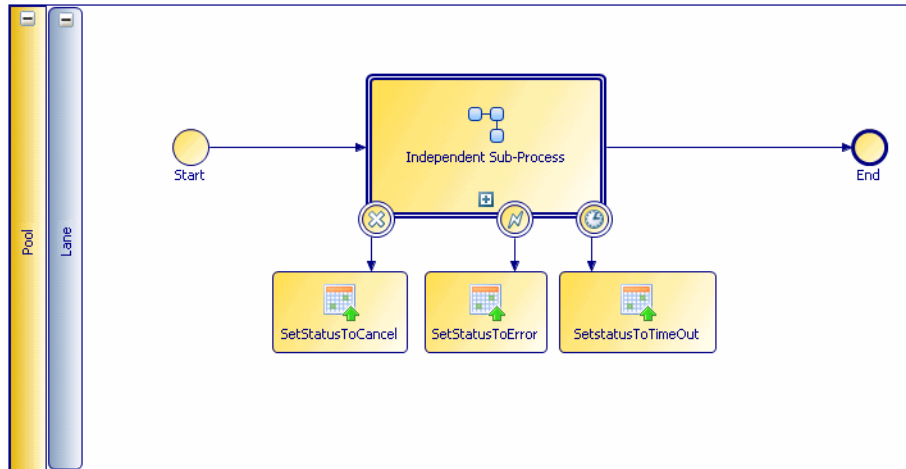 Pool
Lane
Independent Sub-Process
Start
End
SetStatusToCancel
SetStatusToError
SetstatusToTimeOut